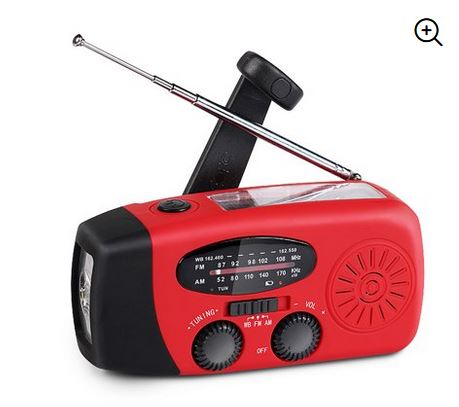 WB 162.400 162.550
FM 87 92 98 102 108 MHz
AM 52 80 110 140 170 KHz
TUN
TUNING
WB FM AM
- VOL +
OFF